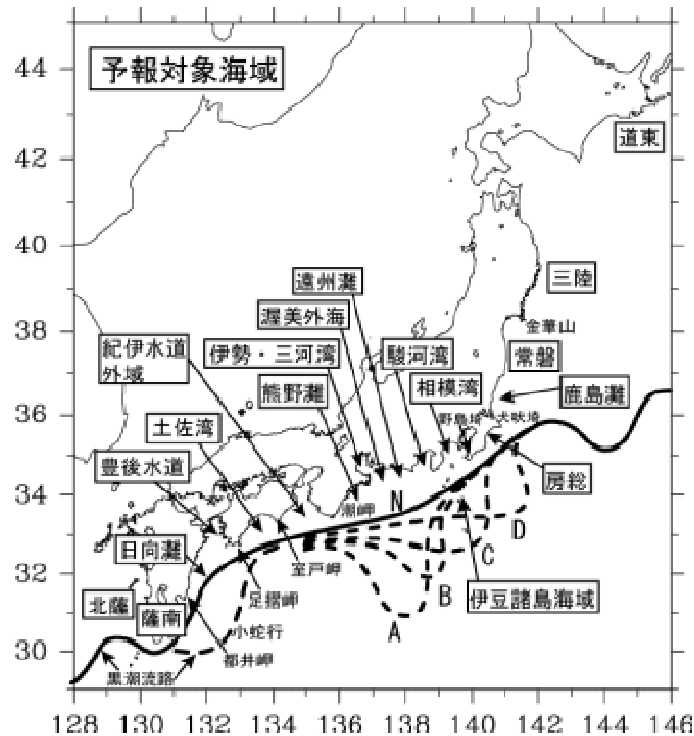 44
予報対象海域
道東
42
40
遠州灘
三陸
渥美外海
38
金華山
紀伊水道
外域
伊勢・三河湾
駿河湾
常磐
熊野灘
相模湾
鹿島灘
36
土佐湾
野島埼
犬吠埼
豊後水道
房総
34
潮岬
N
D
日向灘
室戸岬
C
32
足摺岬
B
伊豆諸島海域
北薩
薩南
A
小蛇行
30
都井岬
黒潮流路
128 130 132 134 136 138 140 142 144 146